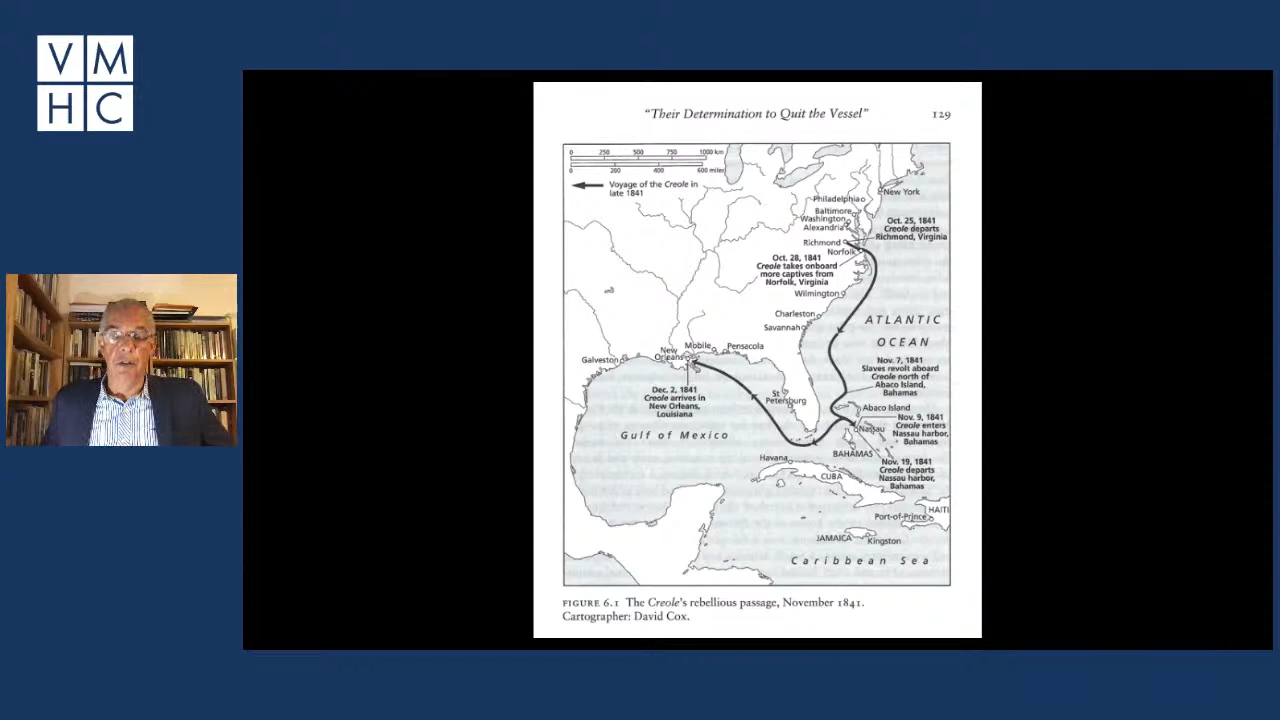 V M
H C
"Their Determination to Quit the Vessel"
129
0 250 500 750 1000 km
0 200 400 600 miles
Voyage of the Creole in
late 1841
New York
Philadelphia
Baltimore
Washington
Alexandria
Oct. 25, 1841
Creole departs
Richmond, Virginia
Richmond
Norfolk
Oct. 28, 1841
Creole takes onboard
more captives from
Norfolk, Virginia
Wilmington
Charleston
Savannah
ATLANTIC
OCEAN
New
Orleans
Mobile
Pensacola
Galveston
Nov. 7, 1841
Slaves revolt aboard
Creole north of
Abaco Island,
Bahamas
Dec. 2, 1841
Creole arrives in
New Orleans,
Louisiana
St
Petersburg
Abaco Island
Nov. 9, 1841
Creole enters
Nassau harbor,
Bahamas
Nassau
Gulf of Mexico
BAHAMAS
Nov. 19, 1841
Creole departs
Nassau harbor,
Bahamas
Havana
CUBA
HAITI
Port-of-Prince
JAMAICA
Kingston
Caribbean Sea
FIGURE 6.1 The Creole's rebellious passage, November 1841.
Cartographer: David Cox.